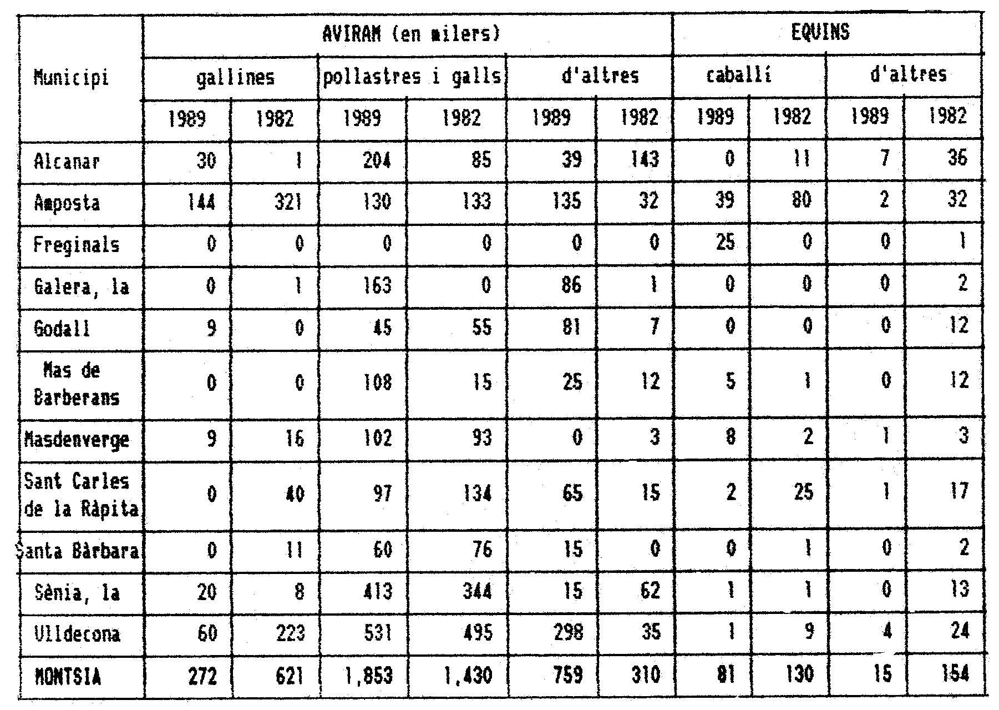 AVIRAM (en milers) EQUINS
Municipi gallines pollastres i galls d'altres caballí d'altres
1989 1982 1989 1982 1989 1982 1989 1982 1989 1982
Alcanar 30 1 204 85 39 143 0 11 7 36
Amposta 144 321 130 133 135 32 39 80 2 32
Freginals 0 0 0 0 0 0 25 0 0 1
Galera, la 0 1 163 0 86 1 0 0 0 2
Godall 9 0 45 55 81 7 0 0 0 12
Mas de
Barberans 0 0 108 15 25 12 5 1 0 12
Masdenverge 9 16 102 93 0 3 8 2 1 3
Sant Carles
de la Ràpita 0 40 97 134 65 15 2 25 1 17
Santa Bàrbara 0 11 60 76 15 0 0 1 0 2
Sènia, la 20 8 413 344 15 62 1 1 0 13
Ulldecona 60 223 531 495 298 35 1 9 4 24
MONTSIA 272 621 1,853 1,430 759 310 81 130 15 154